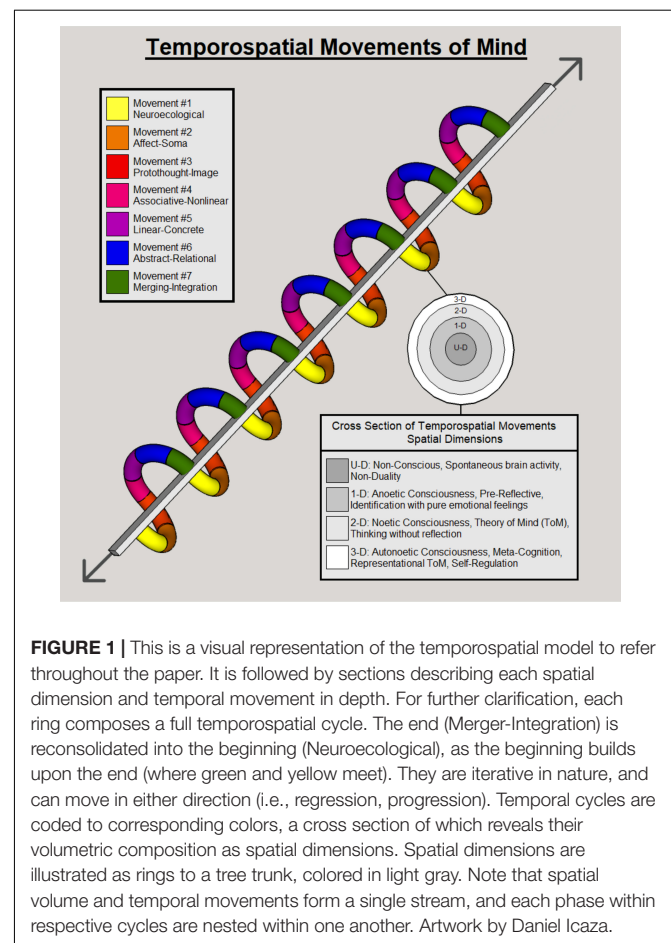 Temporospatial Movements of Mind
Movement #1
Neuroecological
Movement #2
Affect-Soma
Movement #3
Protothought-Image
Movement #4
Associative-Nonlinear
Movement #5
Linear-Concrete
Movement #6
Abstract-Relational
Movement #7
Merging-Integration
3-D
2-D
1-D
U-D
Cross Section of Temporospatial Movements
Spatial Dimensions
U-D: Non-Conscious, Spontaneous brain activity,
Non-Duality
1-D: Anoetic Consciousness, Pre-Reflective,
Identification with pure emotional feelings
2-D: Noetic Consciousness, Theory of Mind (ToM),
Thinking without reflection
3-D: Autonoetic Consciousness, Meta-Cognition,
Representational ToM, Self-Regulation
FIGURE 1 | This is a visual representation of the temporospatial model to refer
throughout the paper. It is followed by sections describing each spatial
dimension and temporal movement in depth. For further clarification, each
ring composes a full temporospatial cycle. The end (Merger-Integration) is
reconsolidated into the beginning (Neuroecological), as the beginning builds
upon the end (where green and yellow meet). They are iterative in nature, and
can move in either direction (i.e., regression, progression). Temporal cycles are
coded to corresponding colors, a cross section of which reveals their
volumetric composition as spatial dimensions. Spatial dimensions are
illustrated as rings to a tree trunk, colored in light gray. Note that spatial
volume and temporal movements form a single stream, and each phase within
respective cycles are nested within one another. Artwork by Daniel Icaza.